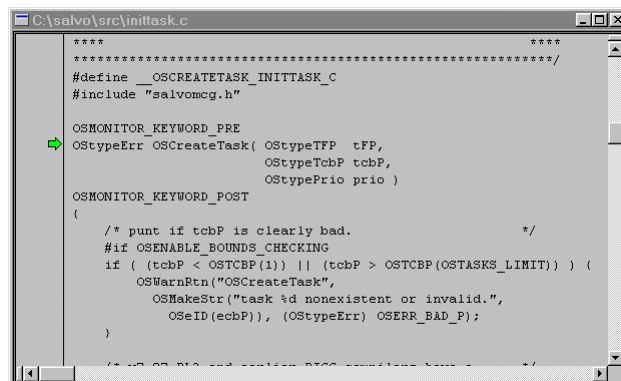 C:\salvo\src\inittask.c
**** ****
************************************************************/
#define __OSCREATETASK_INITTASK_C
#include "salvomcg.h"
OSMONITOR_KEYWORD_PRE
OStypeErr OSCreateTask( OStypeTFP tFP,
OStypeTcbP tcbP,
OStypePrio prio )
OSMONITOR_KEYWORD_POST
{
/* punt if tcbP is clearly bad. */
#if OSENABLE_BOUNDS_CHECKING
if ( (tcbP < OSTCBP(1)) || (tcbP > OSTCBP(OSTASKS_LIMIT)) ) {
OSWarnRtn("OSCreateTask",
OSMakeStr("task %d nonexistent or invalid.",
OSeID(ecbP)), (OStypeErr) OSERR_BAD_P);
}